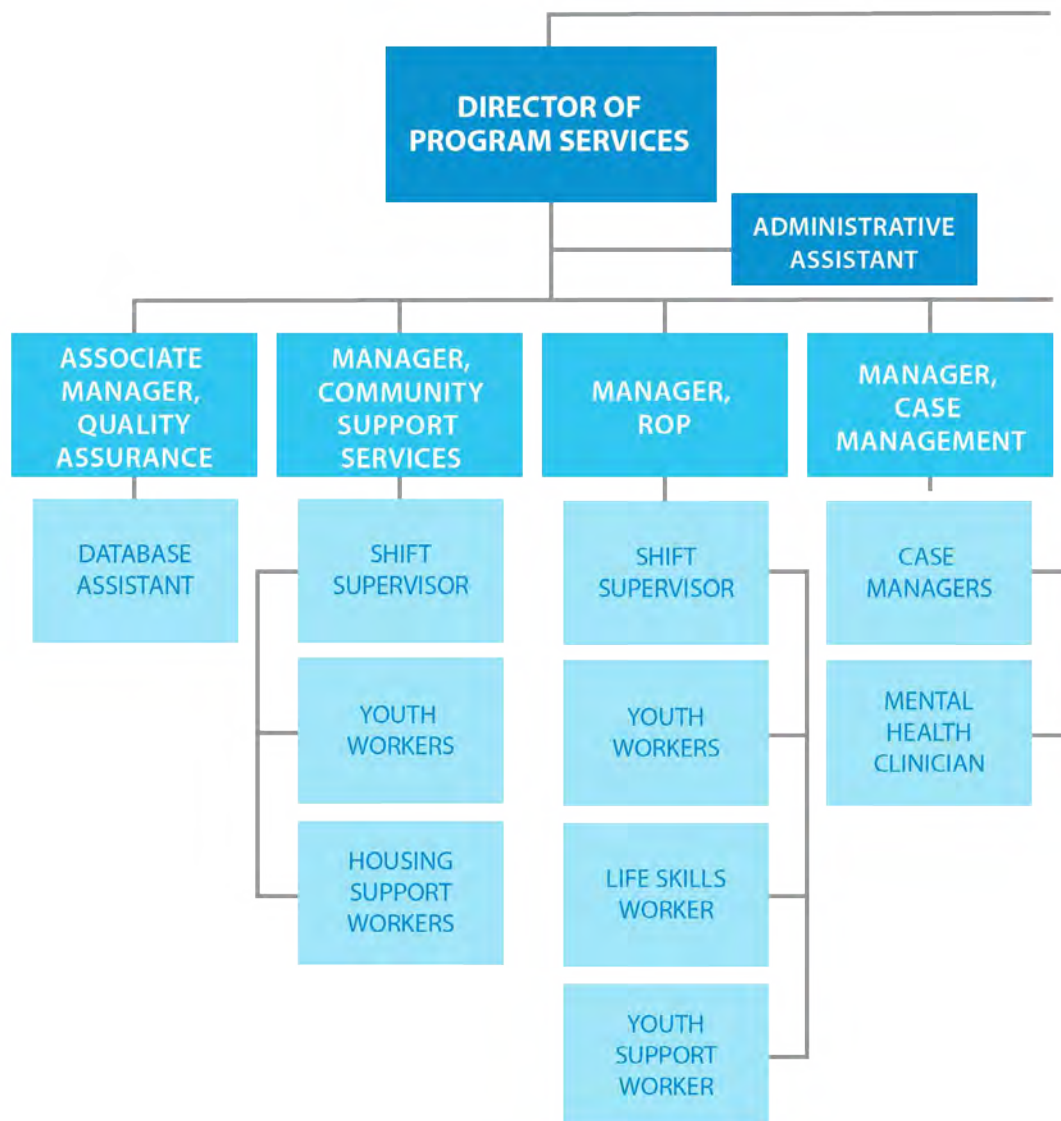 DIRECTOR OF
PROGRAM SERVICES
ADMINISTRATIVE
ASSISTANT
ASSOCIATE
MANAGER,
QUALITY
ASSURANCE
MANAGER,
COMMUNITY
SUPPORT
SERVICES
MANAGER,
ROP
MANAGER,
CASE
MANAGEMENT
DATABASE
ASSISTANT
SHIFT
SUPERVISOR
SHIFT
SUPERVISOR
CASE
MANAGERS
YOUTH
WORKERS
YOUTH
WORKERS
MENTAL
HEALTH
CLINICIAN
HOUSING
SUPPORT
WORKERS
LIFE SKILLS
WORKER
YOUTH
SUPPORT
WORKER